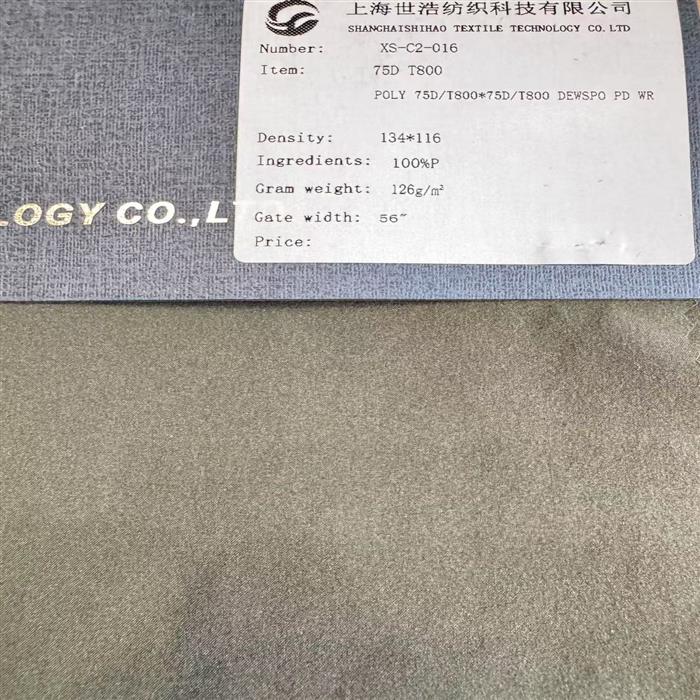 上海世浩纺织科技有限公司
SHANGHAISHIHAO TEXTILE TECHNOLOGY CO.LTD
Number: XS-C2-016
Item: 75D T800
POLY 75D/T800*75D/T800 DEWSPO PD WR
Density: 134*116
Ingredients: 100%P
Gram weight: 126g/㎡
Gate width: 56″
Price:
LOGY CO.,L